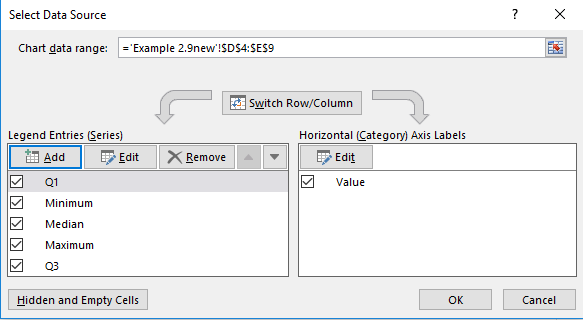 Select Data Source
Chart data range: ='Example 2.9new'!$D$4:$E$9
Switch Row/Column
Legend Entries (Series)
Add Edit Remove
Q1
Minimum
Median
Maximum
Q3
Horizontal (Category) Axis Labels
Edit
Value
Hidden and Empty Cells
OK Cancel